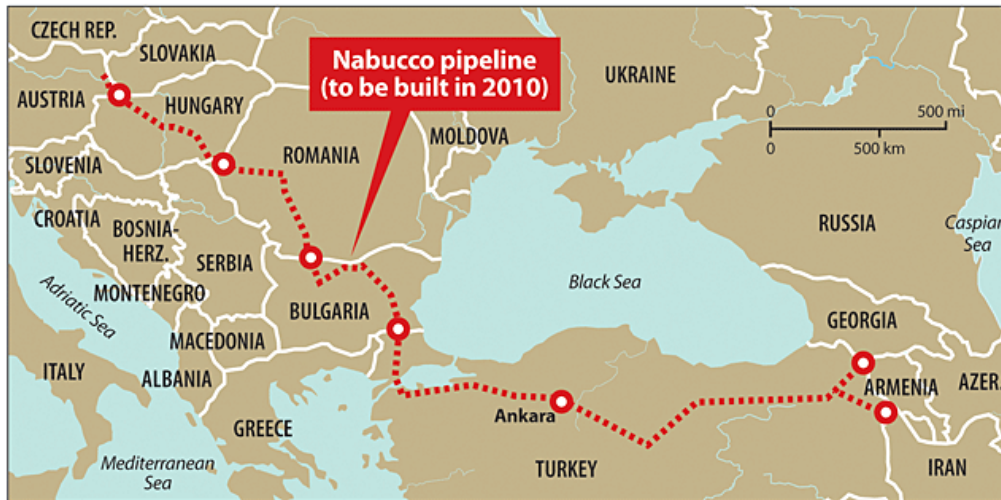 CZECH REP.
SLOVAKIA
AUSTRIA
HUNGARY
Nabucco pipeline
(to be built in 2010)
UKRAINE
0 500 mi
0 500 km
MOLDOVA
ROMANIA
SLOVENIA
CROATIA
BOSNIA-
HERZ.
SERBIA
RUSSIA
Caspian
Sea
Adriatic Sea
MONTENEGRO
BULGARIA
Black Sea
MACEDONIA
GEORGIA
ITALY
ALBANIA
ARMENIA
AZER.
GREECE
Ankara
Mediterranean
Sea
TURKEY
IRAN